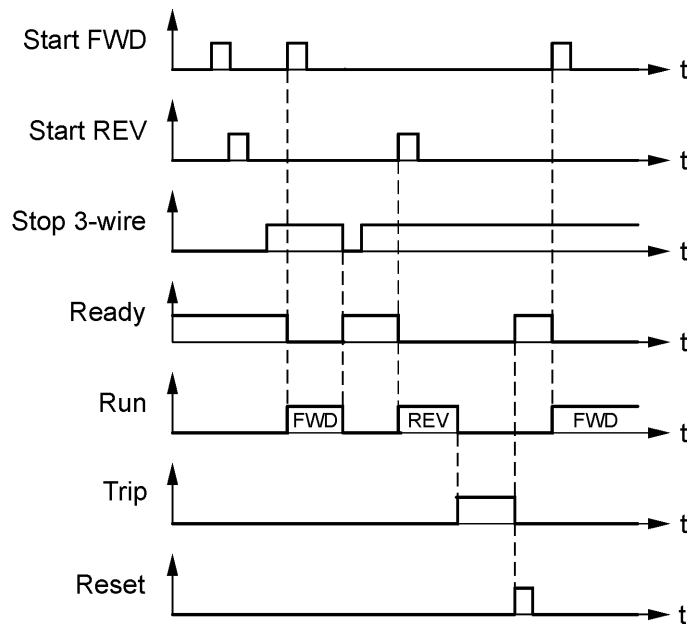 Start FWD
t
Start REV
t
Stop 3-wire
t
Ready
t
Run
FWD REV FWD
t
Trip
t
Reset
t